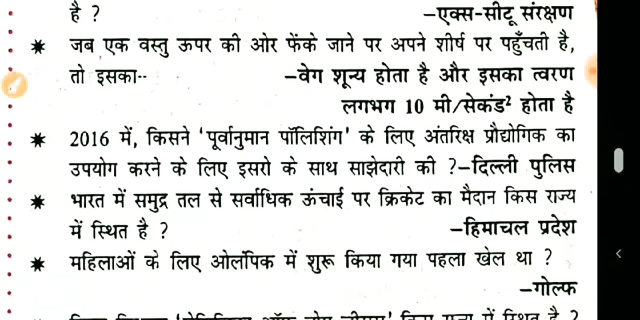 है ? –एक्स-सीटू संरक्षण
* जब एक वस्तु ऊपर की ओर फेंके जाने पर अपने शीर्ष पर पहुँचती है,
तो इसका-- –वेग शून्य होता है और इसका त्वरण
लगभग 10 मी/सेकंड² होता है
* 2016 में, किसने 'पूर्वानुमान पॉलिशिंग' के लिए अंतरिक्ष प्रौद्योगिक का
उपयोग करने के लिए इसरो के साथ साझेदारी की ?–दिल्ली पुलिस
* भारत में समुद्र तल से सर्वाधिक ऊंचाई पर क्रिकेट का मैदान किस राज्य
में स्थित है ? –हिमाचल प्रदेश
* महिलाओं के लिए ओलंपिक में शुरू किया गया पहला खेल था ?
–गोल्फ